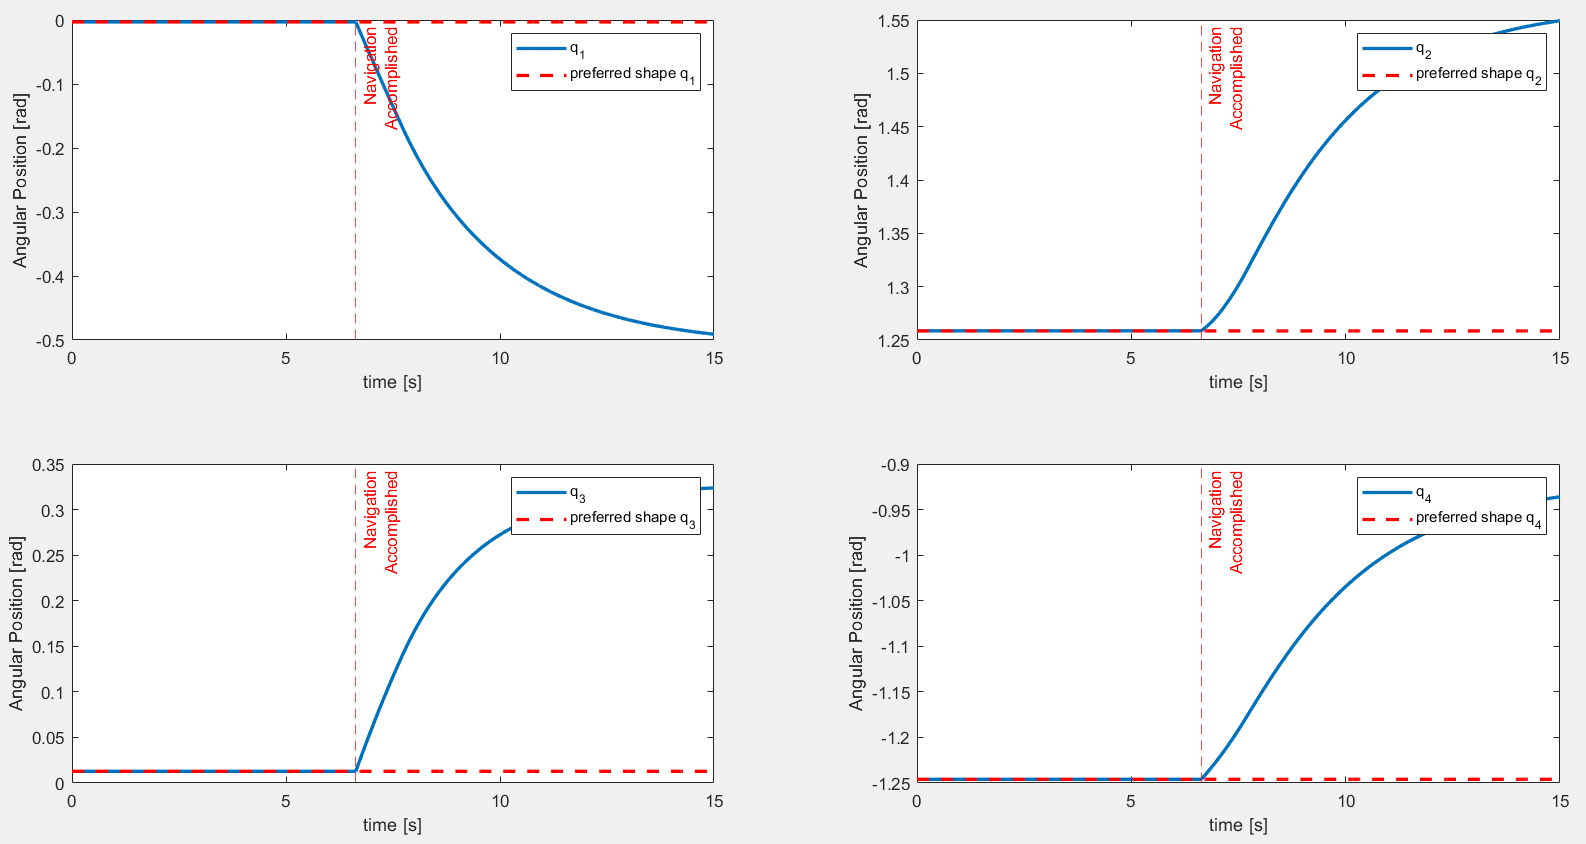 0
-0.1
-0.2
-0.3
-0.4
-0.5
Angular Position [rad]
0 5 10 15
time [s]
Navigation
Accomplished
q1
preferred shape q1
1.55
1.5
1.45
1.4
1.35
1.3
1.25
Angular Position [rad]
0 5 10 15
time [s]
Navigation
Accomplished
q2
preferred shape q2
0.35
0.3
0.25
0.2
0.15
0.1
0.05
0
Angular Position [rad]
0 5 10 15
time [s]
Navigation
Accomplished
q3
preferred shape q3
-0.9
-0.95
-1
-1.05
-1.1
-1.15
-1.2
-1.25
Angular Position [rad]
0 5 10 15
time [s]
Navigation
Accomplished
q4
preferred shape q4